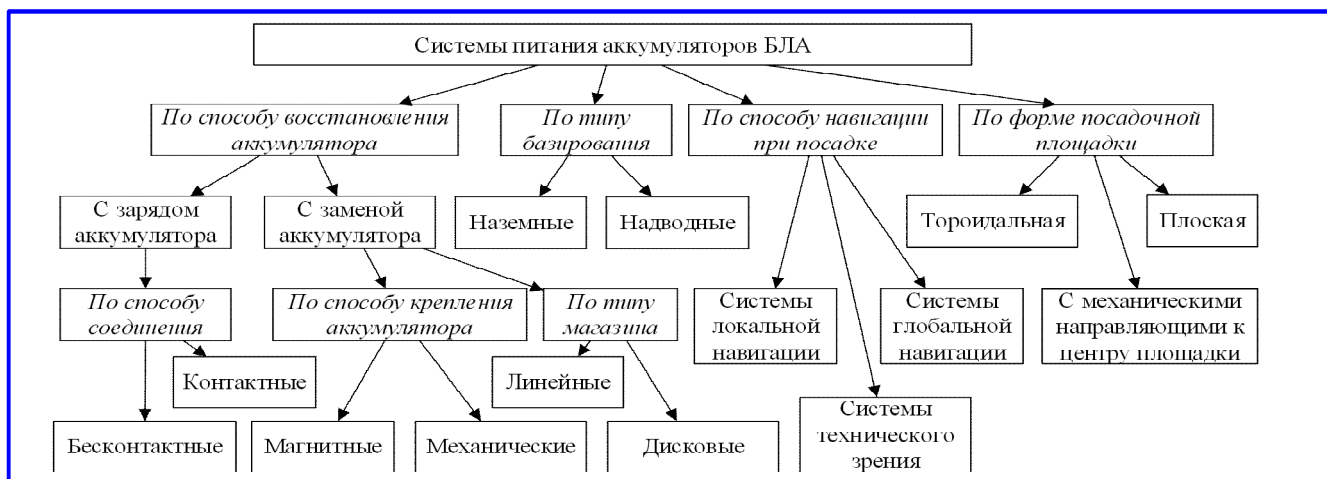 Системы питания аккумуляторов БЛА
По способу восстановления
аккумулятора
По типу
базирования
По способу навигации
при посадке
По форме посадочной
площадки
С зарядом
аккумулятора
С заменой
аккумулятора
Наземные
Надводные
Тороидальная
Плоская
По способу
соединения
По способу крепления
аккумулятора
По типу
магазина
Системы
локальной
навигации
Системы
глобальной
навигации
С механическими
направляющими к
центру площадки
Контактные
Линейные
Бесконтактные
Магнитные
Механические
Дисковые
Системы
технического
зрения